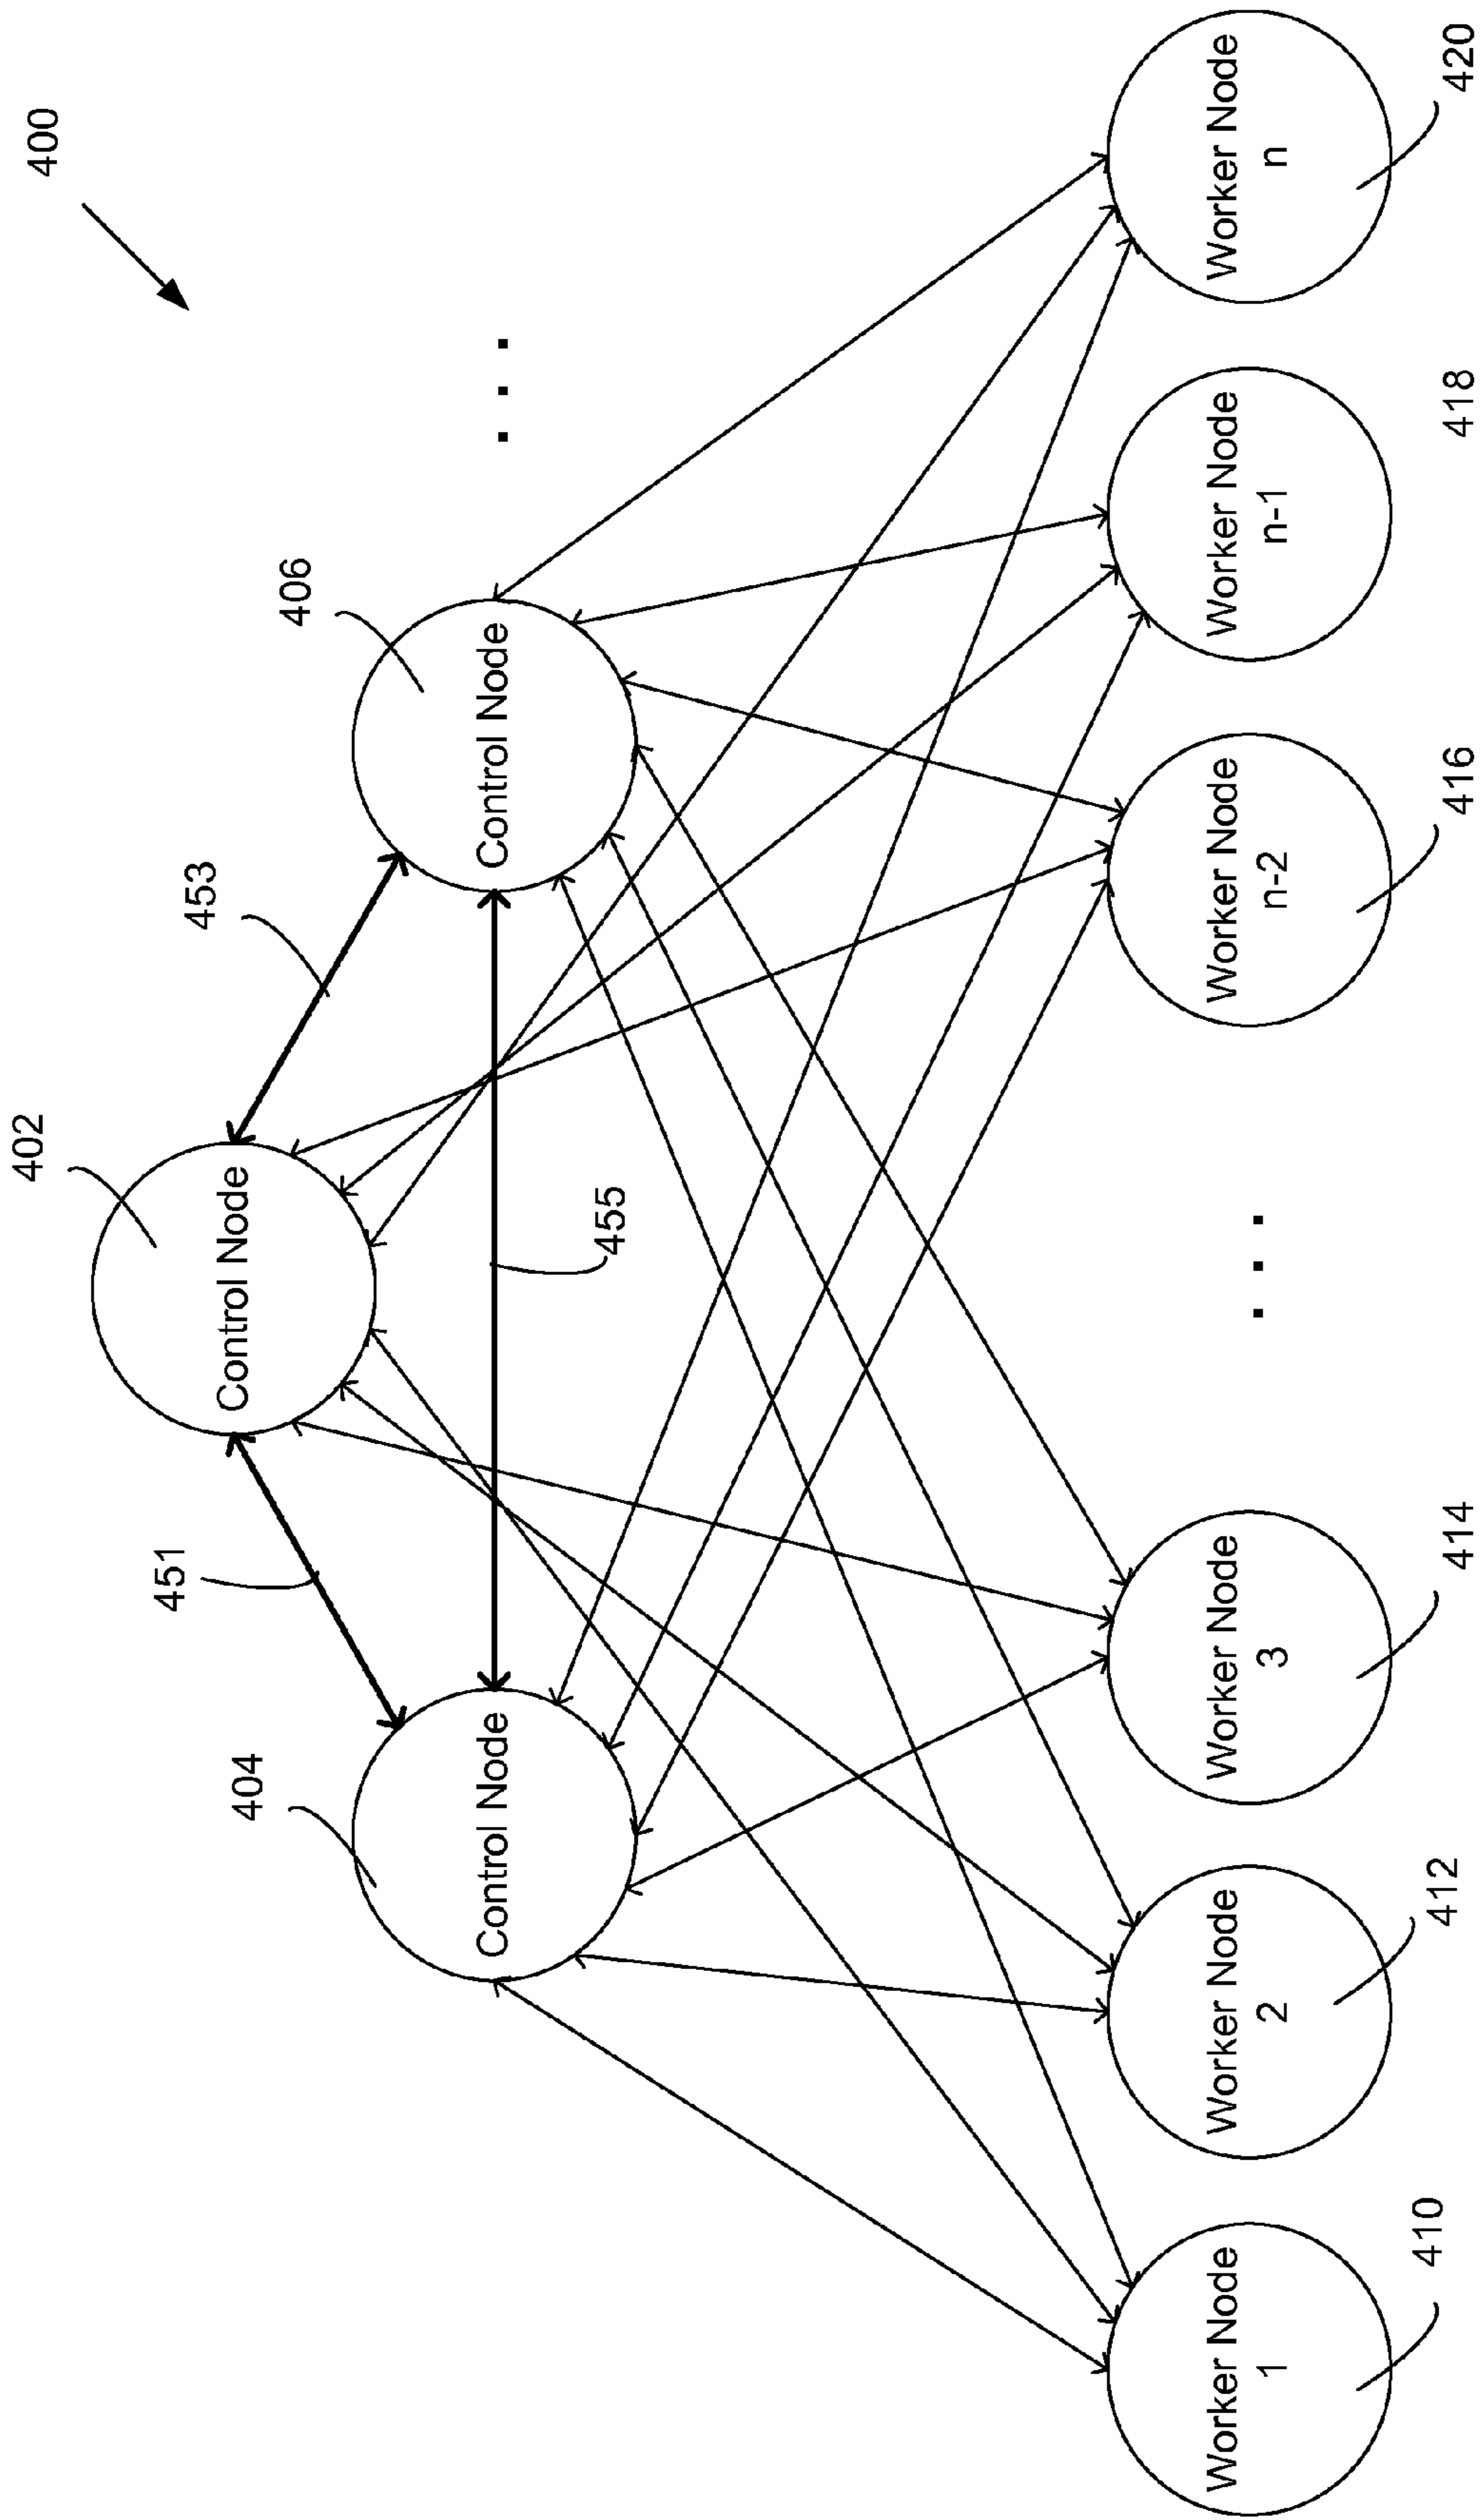 400
402
Control Node
451
453
404
406
Control Node
Control Node
. . .
455
. . .
Worker Node
1
Worker Node
2
Worker Node
3
Worker Node
n-2
Worker Node
n-1
Worker Node
n
410
412
414
416
418
420